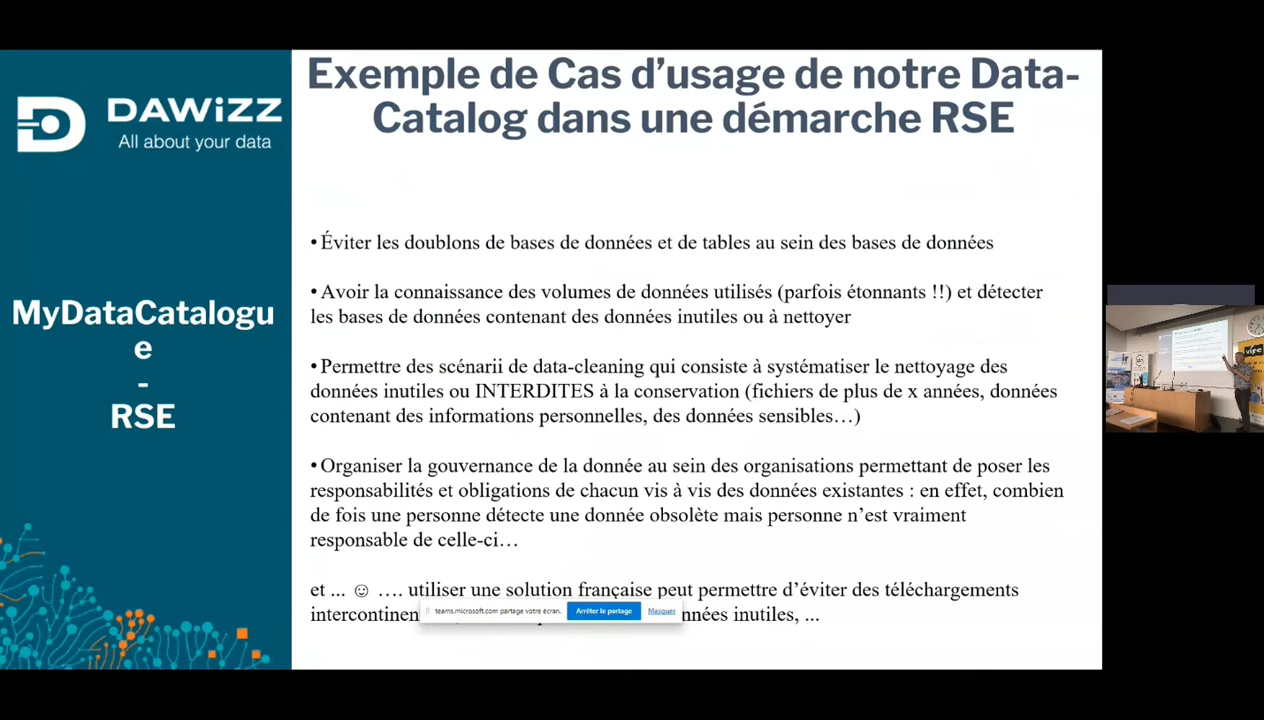 DAWiZZ
All about your data
MyDataCatalogu
e
-
RSE
Exemple de Cas d’usage de notre Data-
Catalog dans une démarche RSE
•Éviter les doublons de bases de données et de tables au sein des bases de données
•Avoir la connaissance des volumes de données utilisés (parfois étonnants !!) et détecter
les bases de données contenant des données inutiles ou à nettoyer
•Permettre des scénarii de data-cleaning qui consiste à systématiser le nettoyage des
données inutiles ou INTERDITES à la conservation (fichiers de plus de x années, données
contenant des informations personnelles, des données sensibles…)
•Organiser la gouvernance de la donnée au sein des organisations permettant de poser les
responsabilités et obligations de chacun vis à vis des données existantes : en effet, combien
de fois une personne détecte une donnée obsolète mais personne n’est vraiment
responsable de celle-ci…
et ... ☺ …. utiliser une solution française peut permettre d’éviter des téléchargements
intercontinen nnées inutiles, ...
teams.microsoft.com partage votre écran. Arrêter le partage Masquer